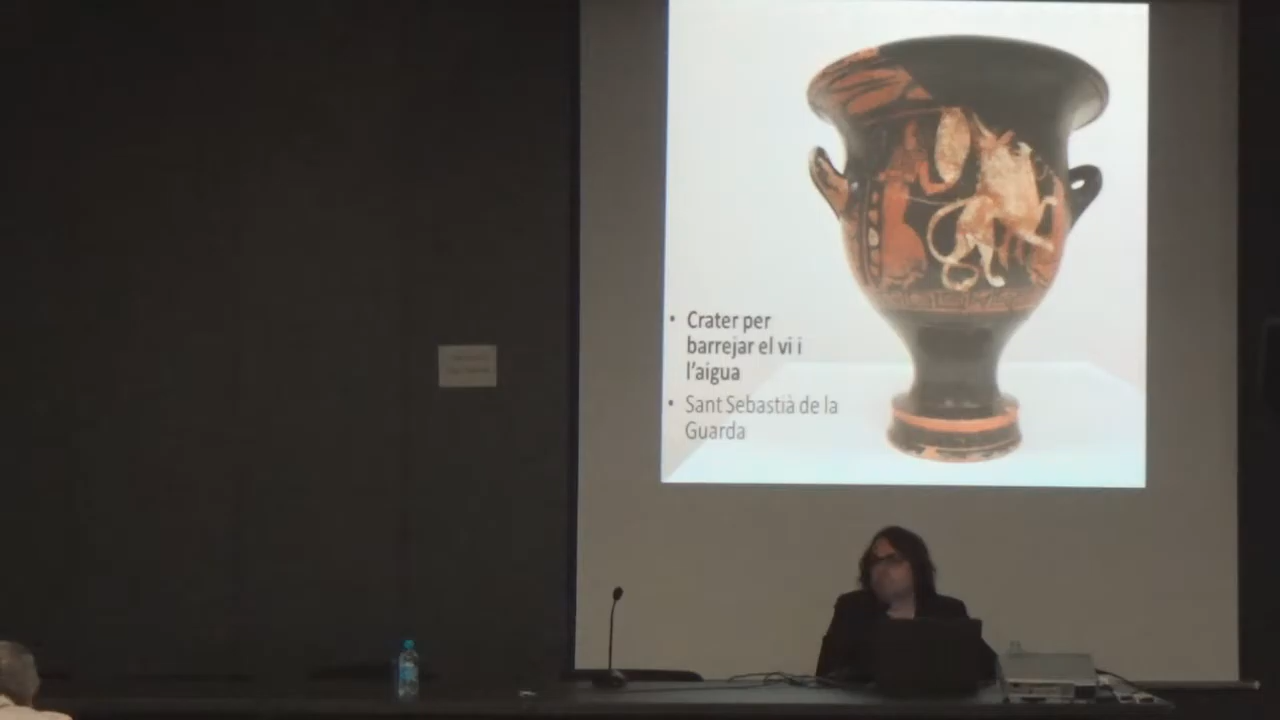 • Crater per
barrejar el vi i
l'aigua
• Sant Sebastià de la
Guarda